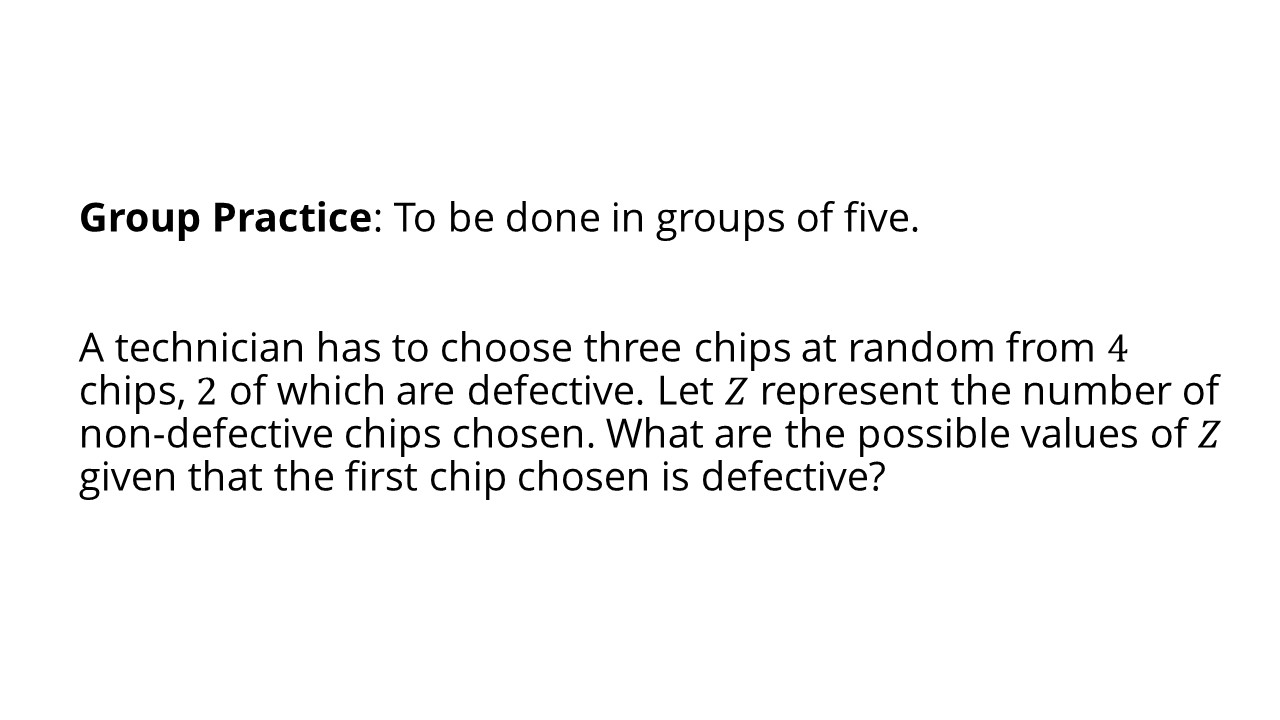 Group Practice: To be done in groups of five.
A technician has to choose three chips at random from 4
chips, 2 of which are defective. Let Z represent the number of
non-defective chips chosen. What are the possible values of Z
given that the first chip chosen is defective?